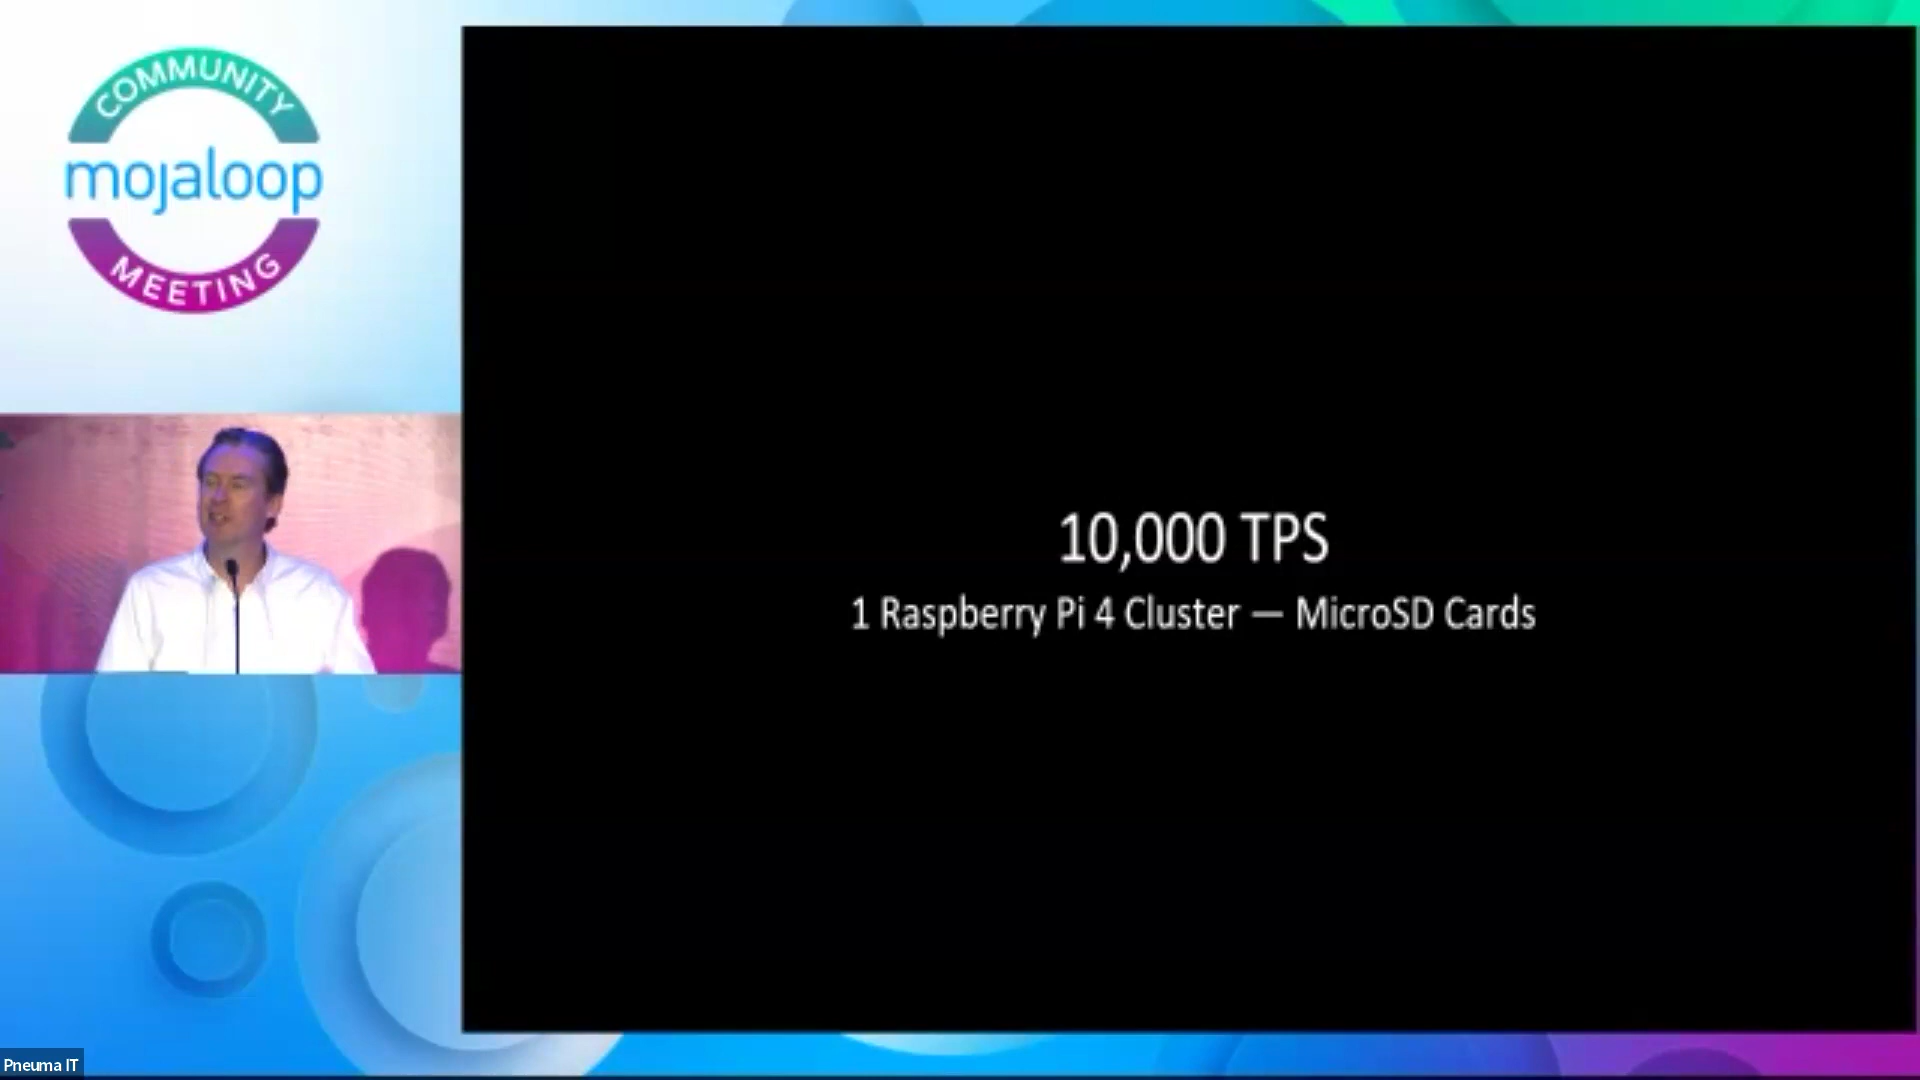 COMMUNITY
mojaloop
MEETING
10,000 TPS
1 Raspberry Pi 4 Cluster — MicroSD Cards
Pneuma IT